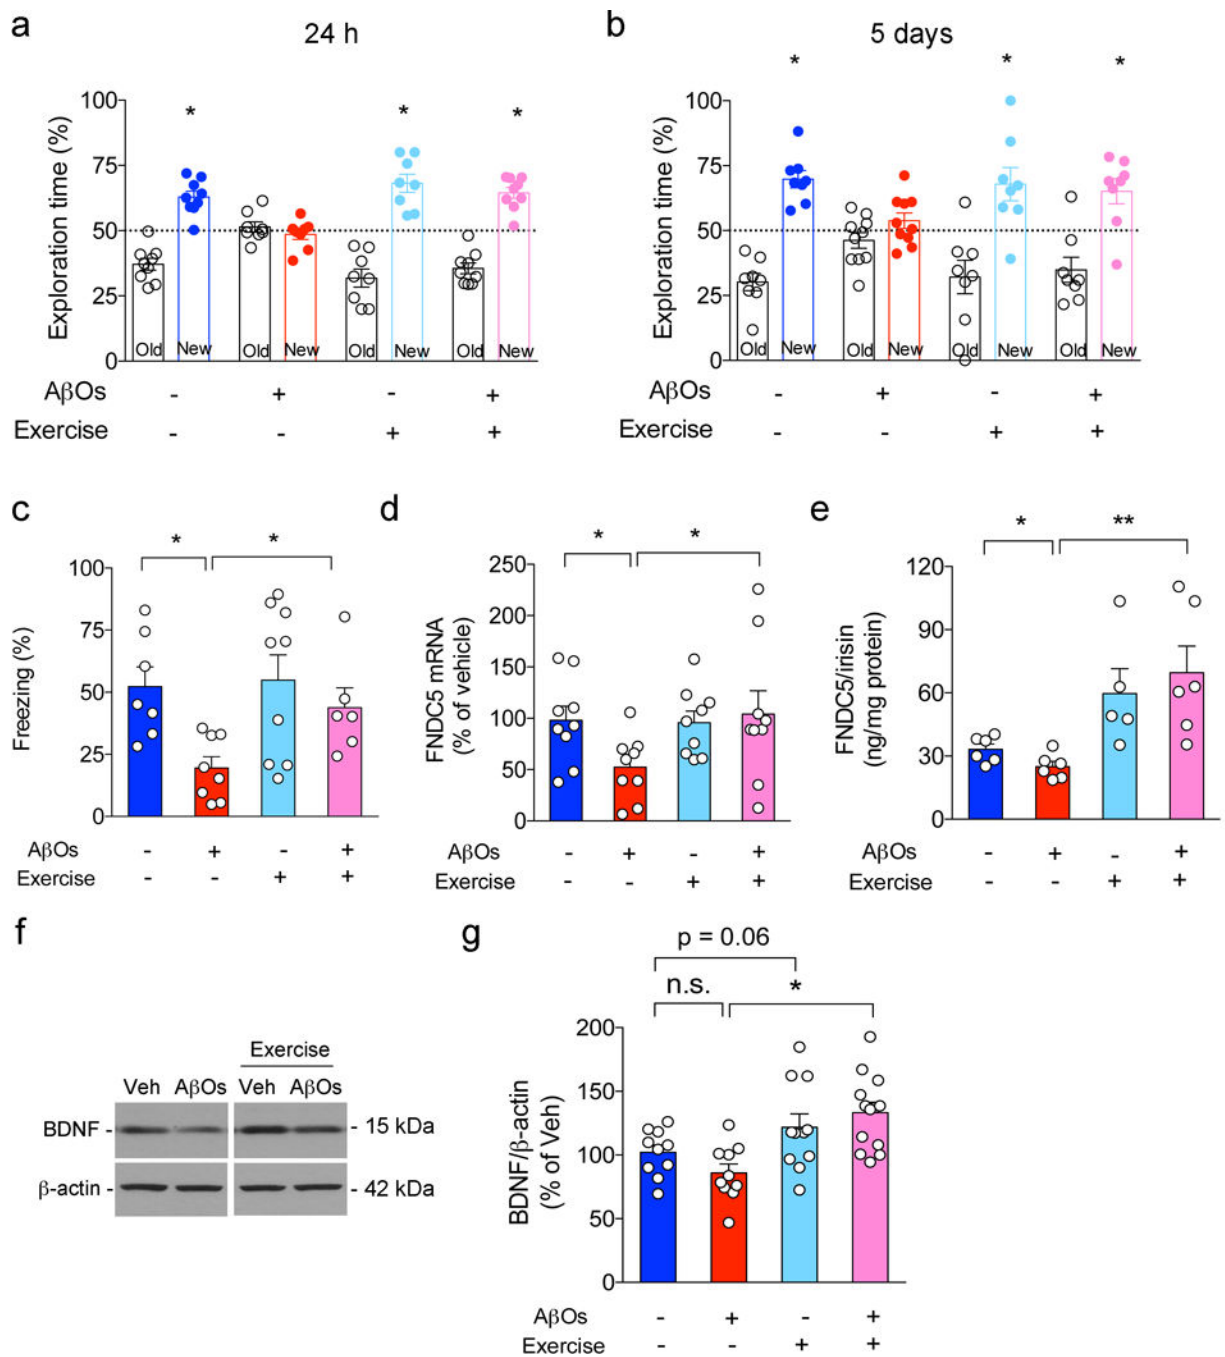 a
24 h
*
*
*
Exploration time (%)
100
75
50
25
0
Old
New
Old
New
Old
New
Old
New
AβOs
-
+
-
+
Exercise
-
-
+
+
b
5 days
*
*
*
Exploration time (%)
100
75
50
25
0
Old
New
Old
New
Old
New
Old
New
AβOs
-
+
-
+
Exercise
-
-
+
+
c
*
*
Freezing (%)
100
75
50
25
0
AβOs
-
+
-
+
Exercise
-
-
+
+
d
*
*
FNDC5 mRNA
(% of vehicle)
250
200
150
100
50
0
AβOs
-
+
-
+
Exercise
-
-
+
+
e
*
**
FNDC5/irisin
(ng/mg protein)
120
90
60
30
0
AβOs
-
+
-
+
Exercise
-
-
+
+
f
Exercise
Veh AβOs Veh AβOs
BDNF - - 15 kDa
β-actin - - 42 kDa
g
p = 0.06
n.s.
*
BDNF/β-actin
(% of Veh)
200
150
100
50
0
AβOs
-
+
-
+
Exercise
-
-
+
+